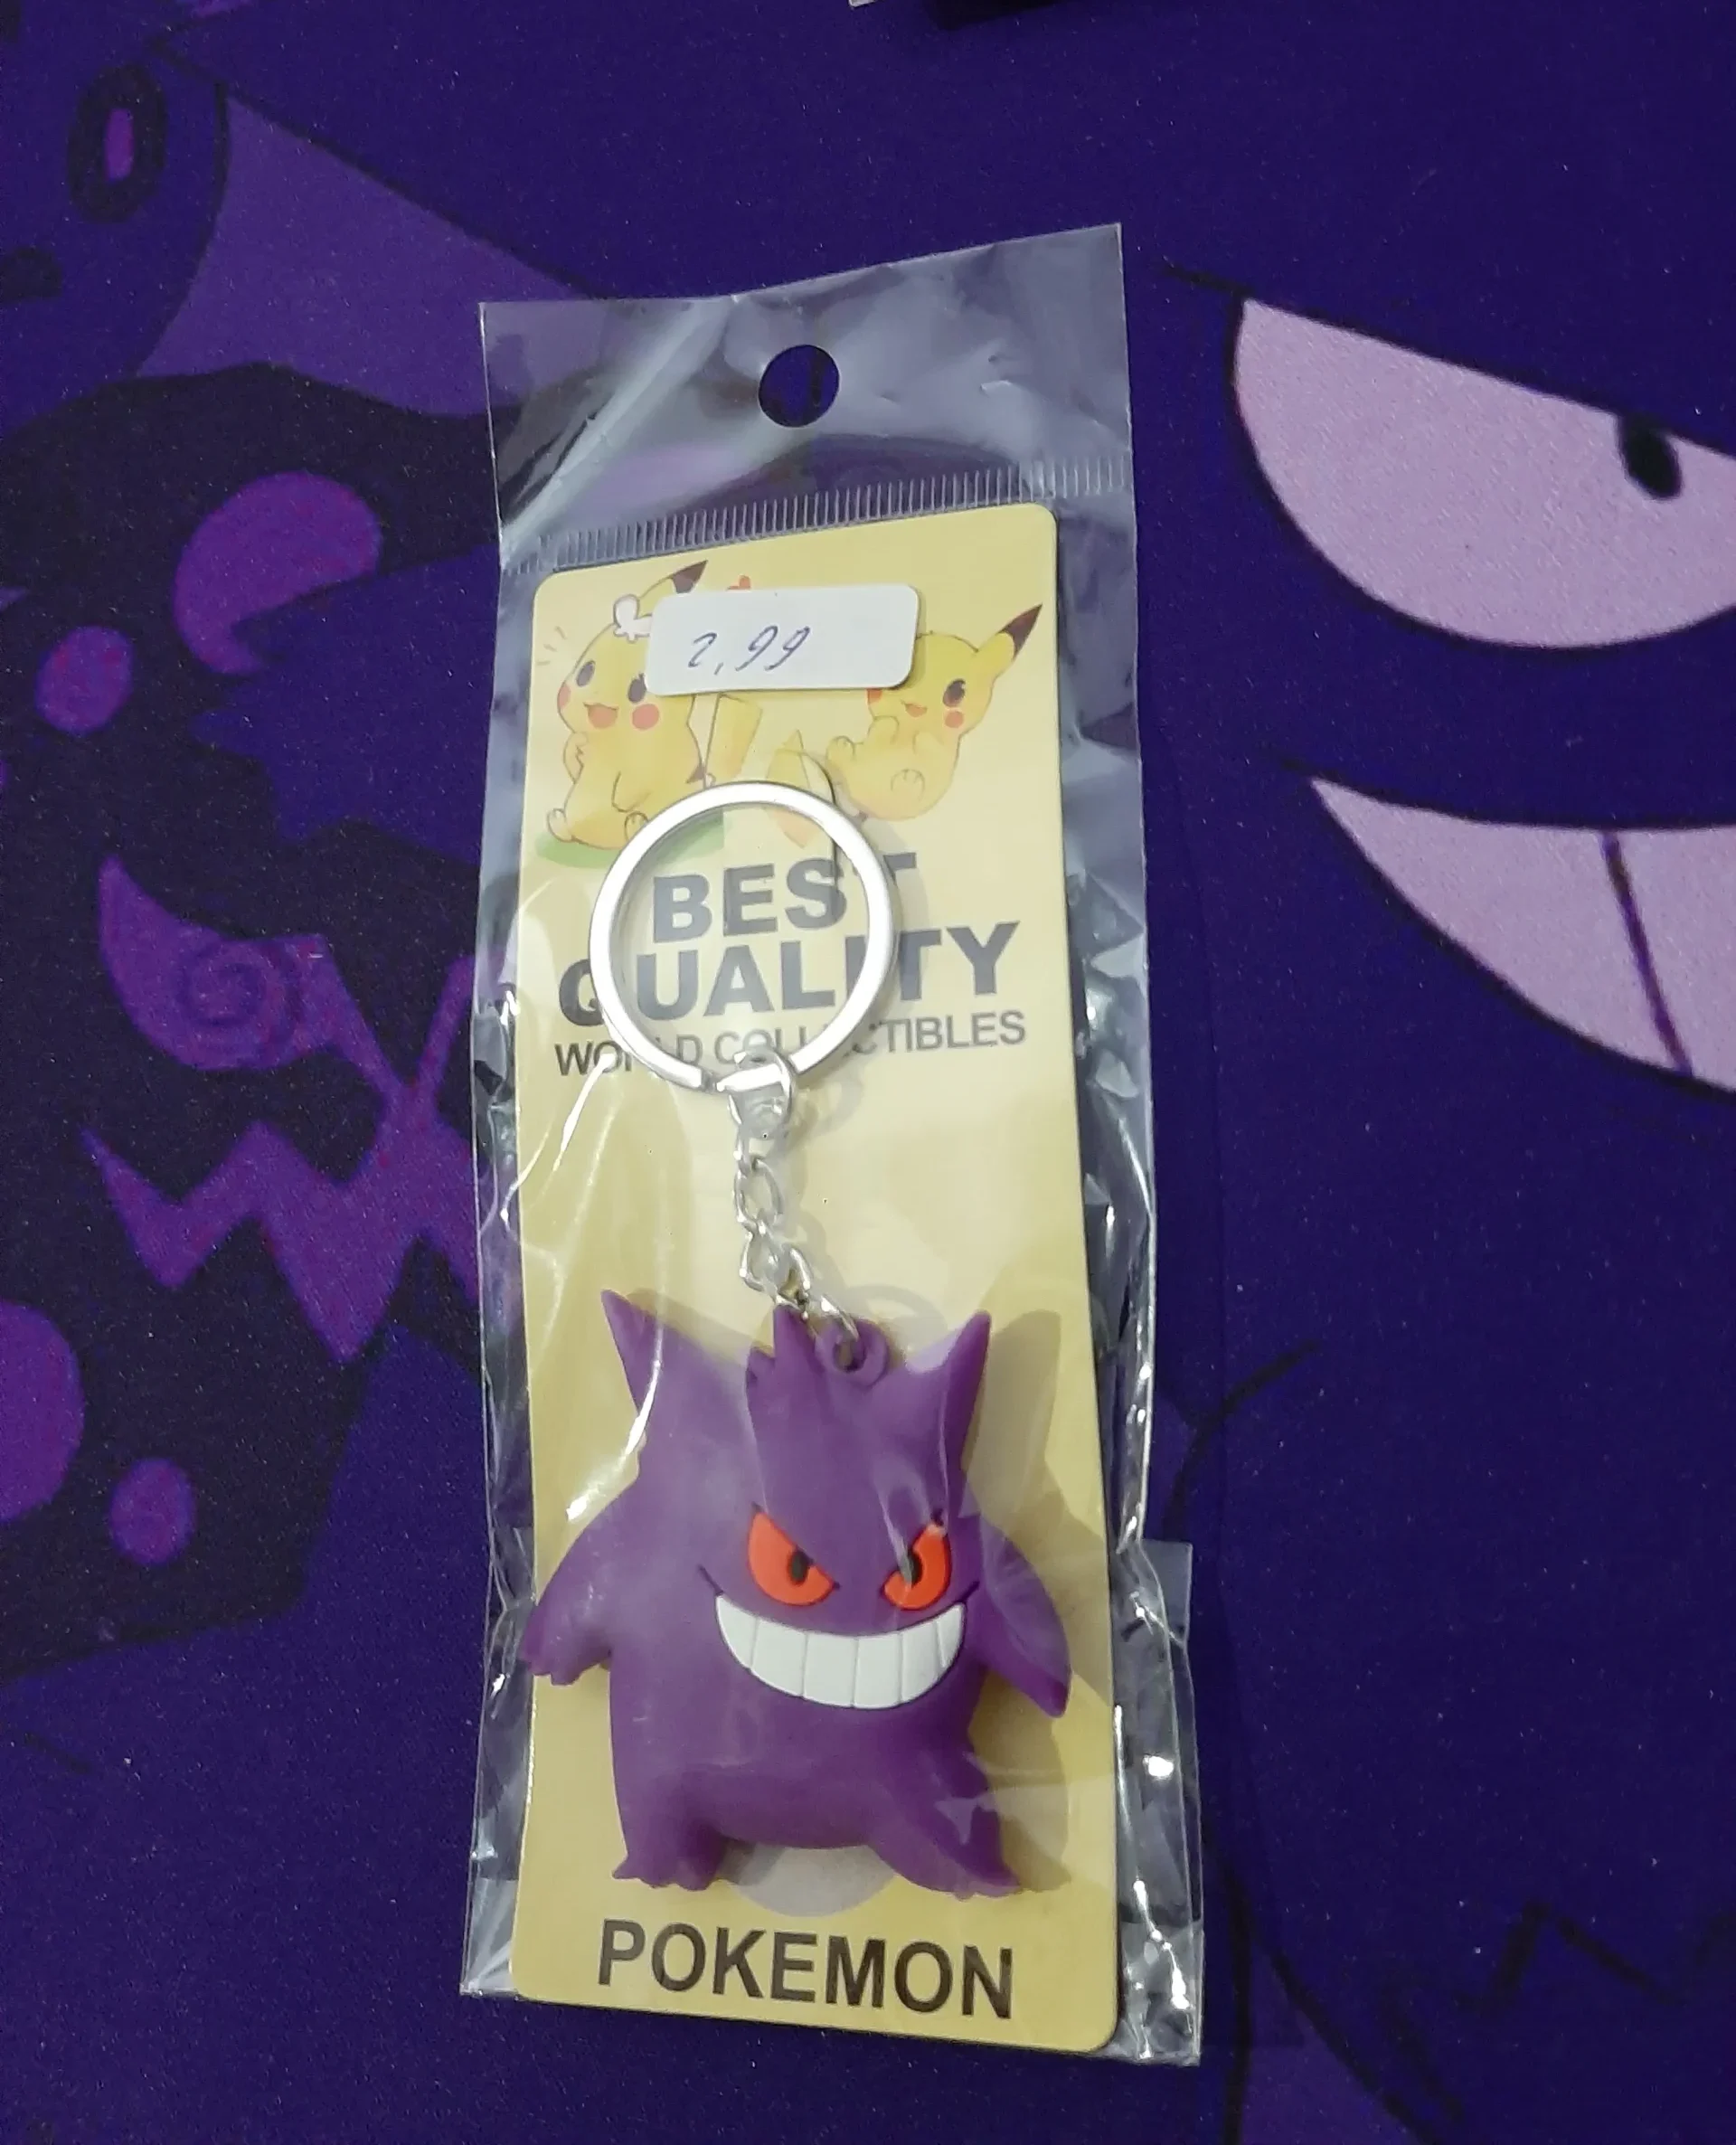 2,99
BEST
QUALITY
WORLD COLLECTIBLES
POKEMON